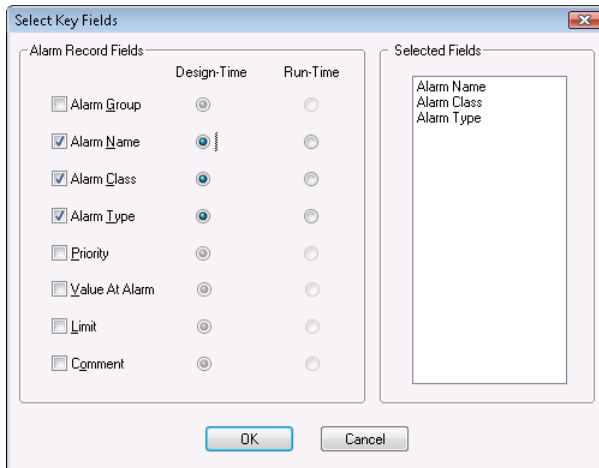 Select Key Fields
Alarm Record Fields
Design-Time Run-Time
Alarm Group
Alarm Name
Alarm Class
Alarm Type
Priority
Value At Alarm
Limit
Comment
Selected Fields
Alarm Name
Alarm Class
Alarm Type
OK Cancel